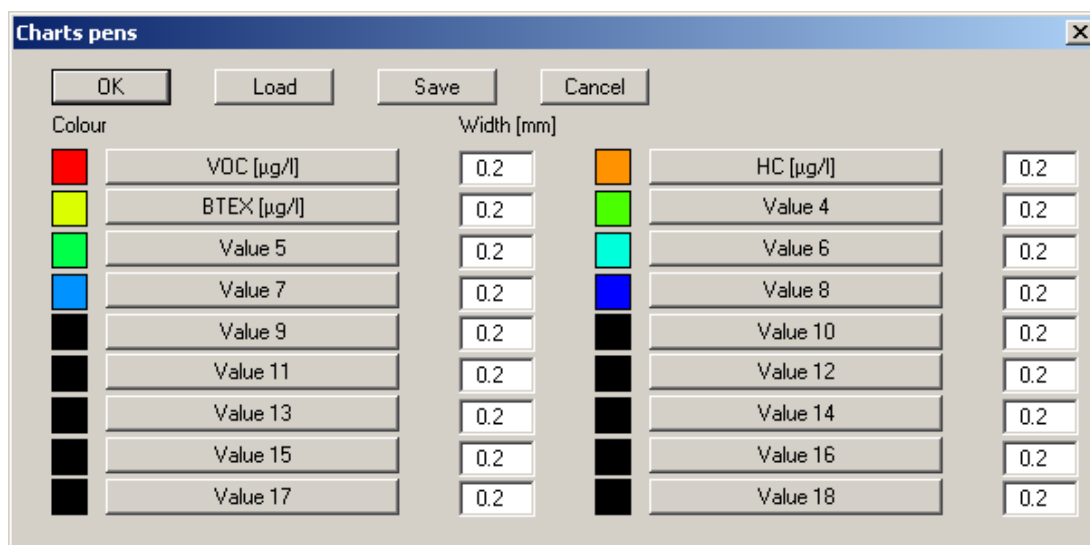 Charts pens
OK Load Save Cancel
Colour Width [mm]
VOC [µg/l] 0.2 HC [µg/l] 0.2
BTEX [µg/l] 0.2 Value 4 0.2
Value 5 0.2 Value 6 0.2
Value 7 0.2 Value 8 0.2
Value 9 0.2 Value 10 0.2
Value 11 0.2 Value 12 0.2
Value 13 0.2 Value 14 0.2
Value 15 0.2 Value 16 0.2
Value 17 0.2 Value 18 0.2